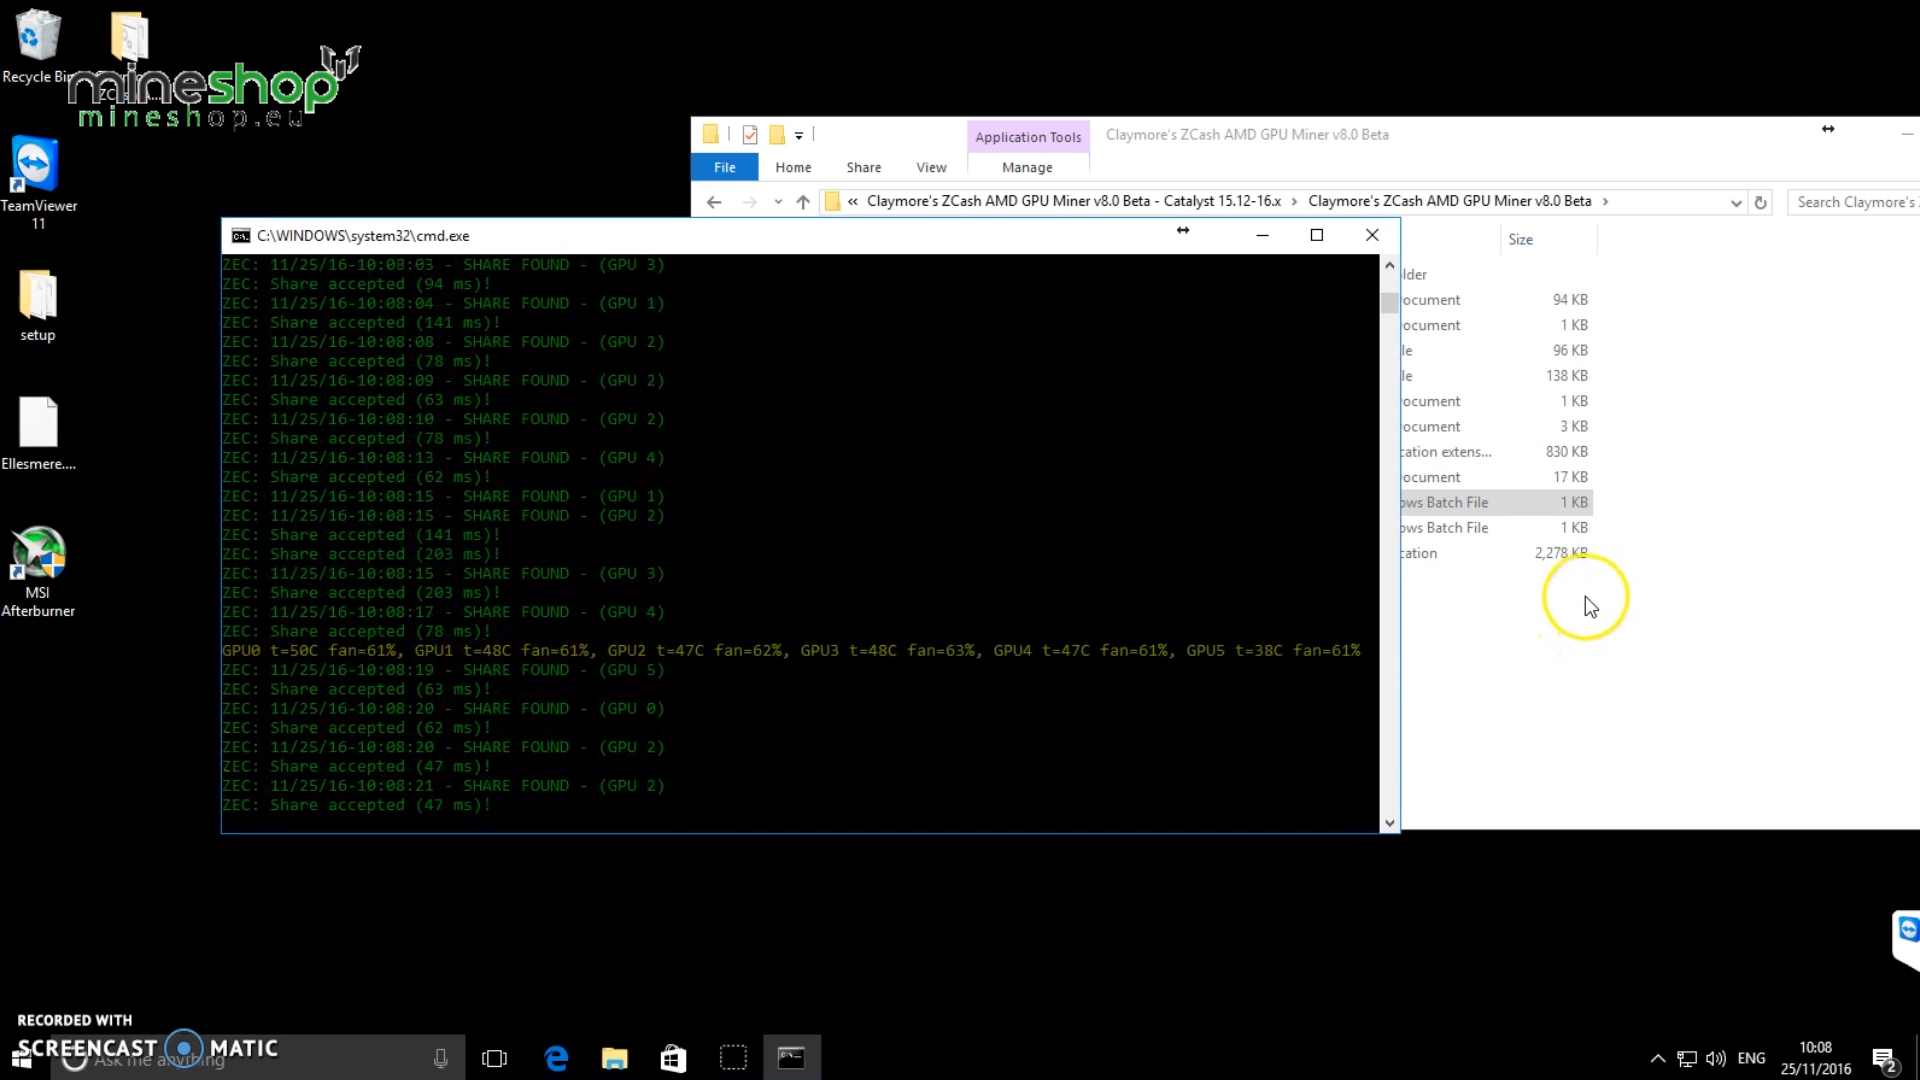 Recycle Bin
mineshop
mineshop.eu
TeamViewer
11
setup
Ellesmere....
MSI
Afterburner
Application Tools
Claymore's ZCash AMD GPU Miner v8.0 Beta
File
Home
Share
View
Manage
« Claymore's ZCash AMD GPU Miner v8.0 Beta - Catalyst 15.12-16.x > Claymore's ZCash AMD GPU Miner v8.0 Beta >
Search Claymore's
Size
lder
ocument 94 KB
ocument 1 KB
le 96 KB
le 138 KB
ocument 1 KB
ocument 3 KB
cation extens... 830 KB
ocument 17 KB
ows Batch File 1 KB
ows Batch File 1 KB
cation 2,278 KB
C:\WINDOWS\system32\cmd.exe
ZEC: 11/25/16-10:08:03 - SHARE FOUND - (GPU 3)
ZEC: Share accepted (94 ms)!
ZEC: 11/25/16-10:08:04 - SHARE FOUND - (GPU 1)
ZEC: Share accepted (141 ms)!
ZEC: 11/25/16-10:08:08 - SHARE FOUND - (GPU 2)
ZEC: Share accepted (78 ms)!
ZEC: 11/25/16-10:08:09 - SHARE FOUND - (GPU 2)
ZEC: Share accepted (63 ms)!
ZEC: 11/25/16-10:08:10 - SHARE FOUND - (GPU 2)
ZEC: Share accepted (78 ms)!
ZEC: 11/25/16-10:08:13 - SHARE FOUND - (GPU 4)
ZEC: Share accepted (62 ms)!
ZEC: 11/25/16-10:08:15 - SHARE FOUND - (GPU 1)
ZEC: 11/25/16-10:08:15 - SHARE FOUND - (GPU 2)
ZEC: Share accepted (141 ms)!
ZEC: Share accepted (203 ms)!
ZEC: 11/25/16-10:08:15 - SHARE FOUND - (GPU 3)
ZEC: Share accepted (203 ms)!
ZEC: 11/25/16-10:08:17 - SHARE FOUND - (GPU 4)
ZEC: Share accepted (78 ms)!
GPU0 t=50C fan=61%, GPU1 t=48C fan=61%, GPU2 t=47C fan=62%, GPU3 t=48C fan=63%, GPU4 t=47C fan=61%, GPU5 t=38C fan=61%
ZEC: 11/25/16-10:08:19 - SHARE FOUND - (GPU 5)
ZEC: Share accepted (63 ms)!
ZEC: 11/25/16-10:08:20 - SHARE FOUND - (GPU 0)
ZEC: Share accepted (62 ms)!
ZEC: 11/25/16-10:08:20 - SHARE FOUND - (GPU 2)
ZEC: Share accepted (47 ms)!
ZEC: 11/25/16-10:08:21 - SHARE FOUND - (GPU 2)
ZEC: Share accepted (47 ms)!
RECORDED WITH
SCREENCAST MATIC
Ask me anything
ENG
10:08
25/11/2016
2